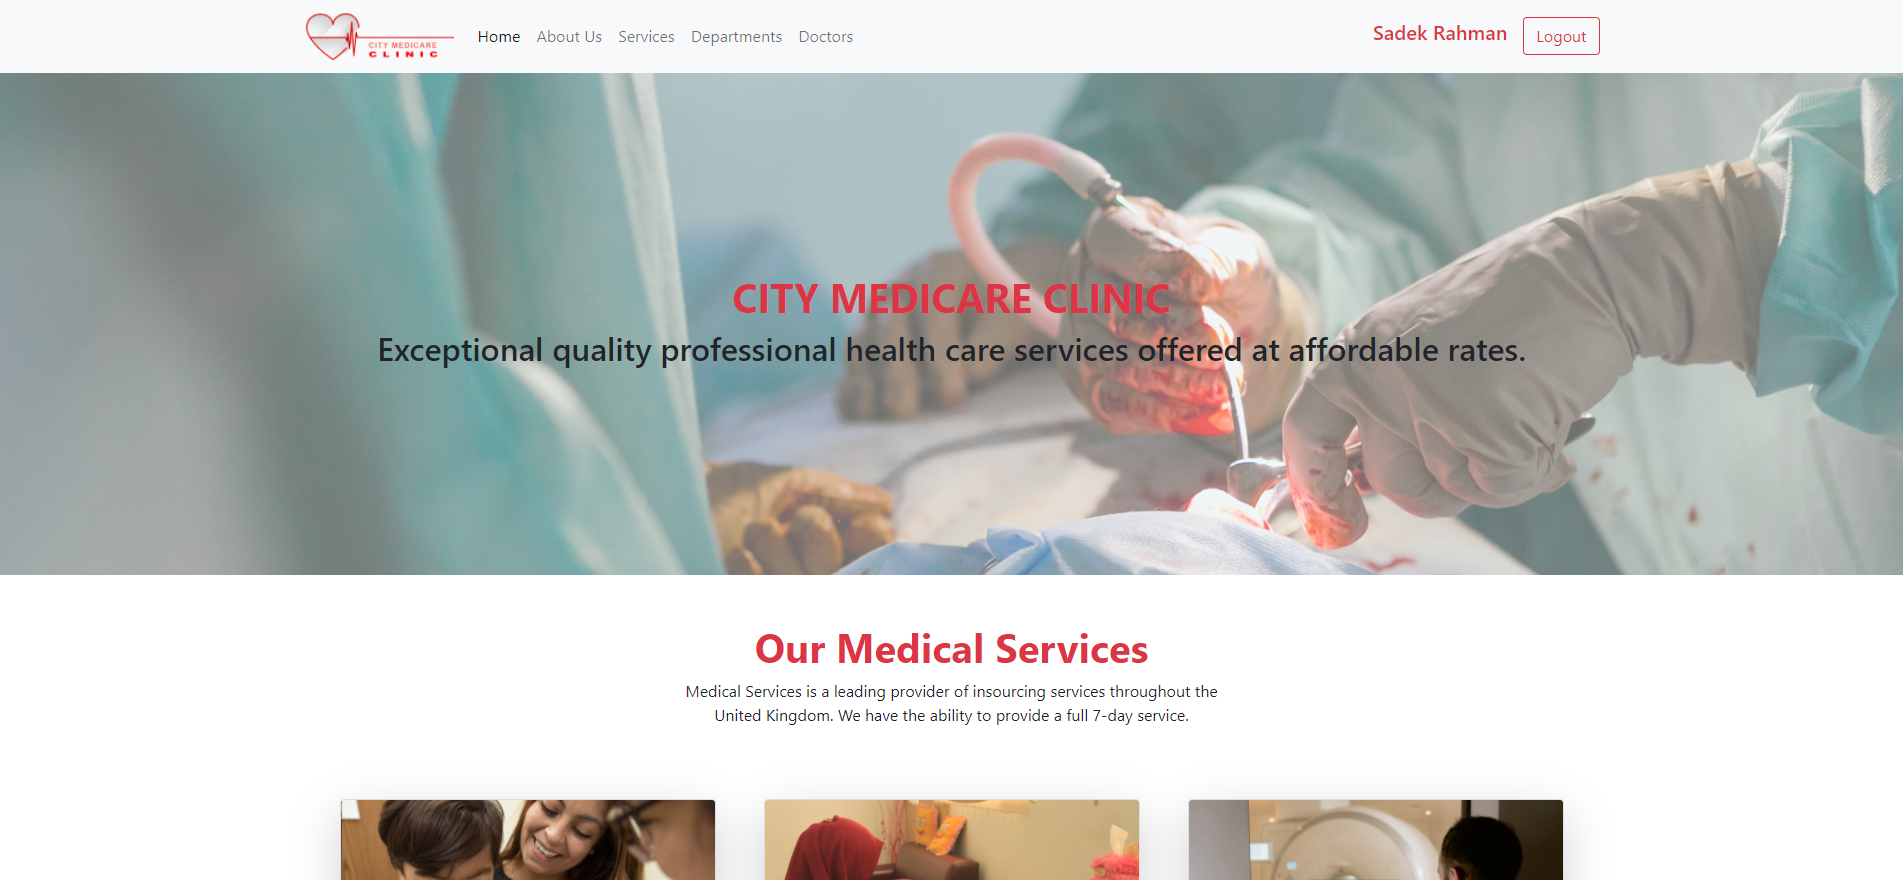 CITY MEDICARE
CLINIC
Home About Us Services Departments Doctors
Sadek Rahman Logout
CITY MEDICARE CLINIC
Exceptional quality professional health care services offered at affordable rates.
Our Medical Services
Medical Services is a leading provider of insourcing services throughout the
United Kingdom. We have the ability to provide a full 7-day service.